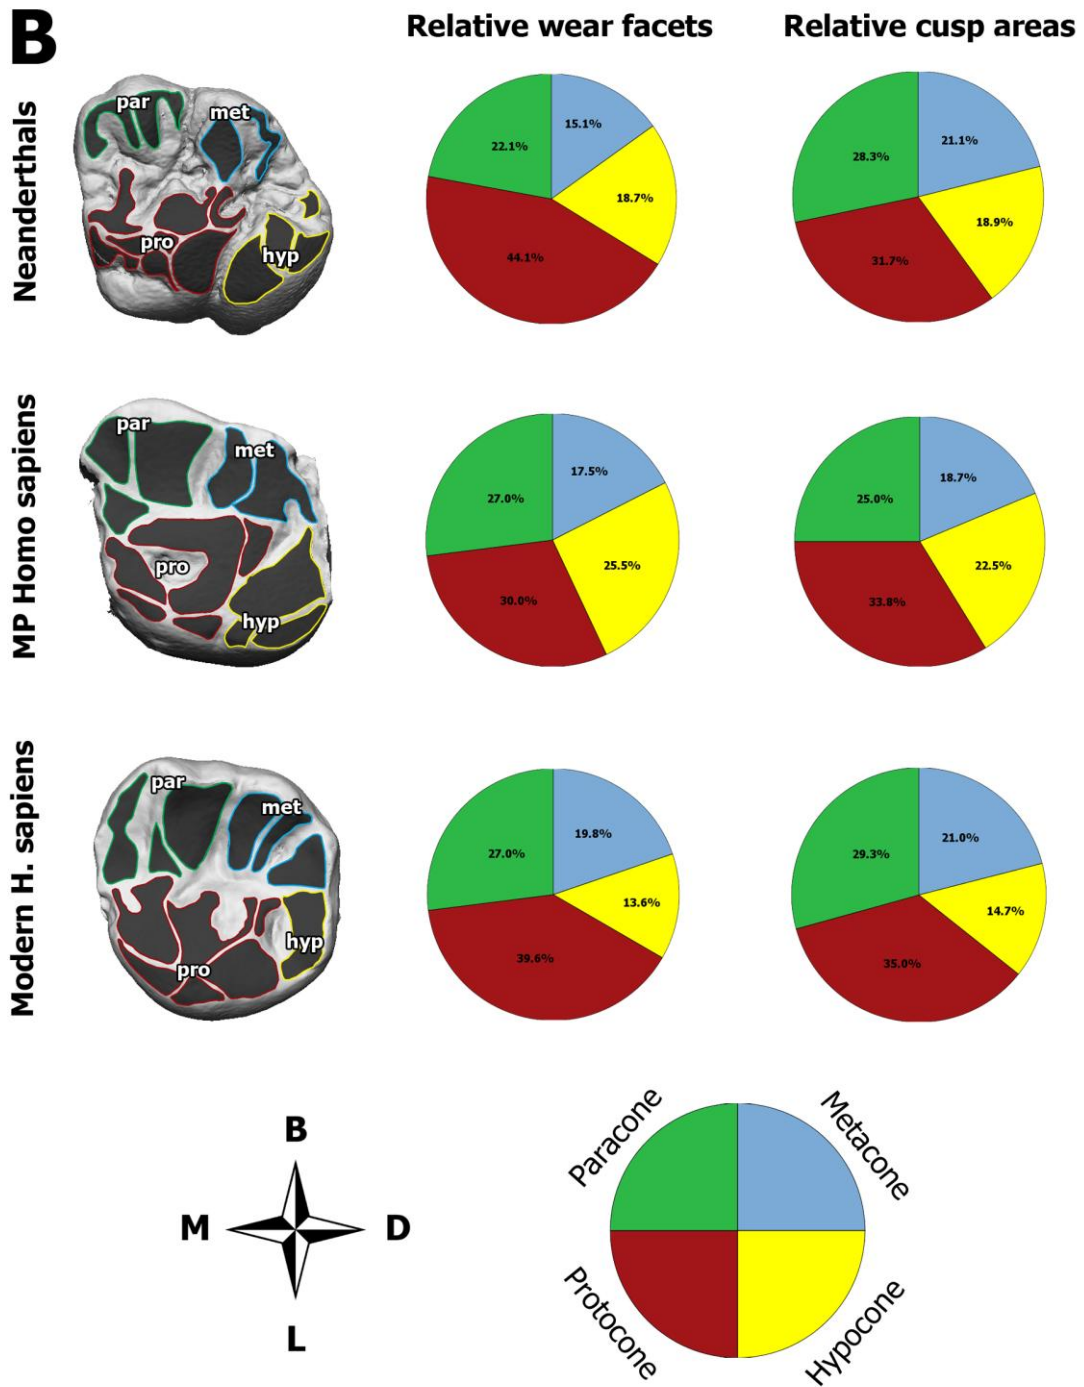 B
Relative wear facets
Relative cusp areas
Neanderthals
par
met
pro
hyp
15.1%
22.1%
18.7%
44.1%
21.1%
28.3%
18.9%
31.7%
MP Homo sapiens
par
met
pro
hyp
17.5%
27.0%
25.5%
30.0%
18.7%
25.0%
22.5%
33.8%
Modern H. sapiens
par
met
hyp
pro
19.8%
27.0%
13.6%
39.6%
21.0%
29.3%
14.7%
35.0%
B
M
D
L
Paracone
Metacone
Protocone
Hypocone